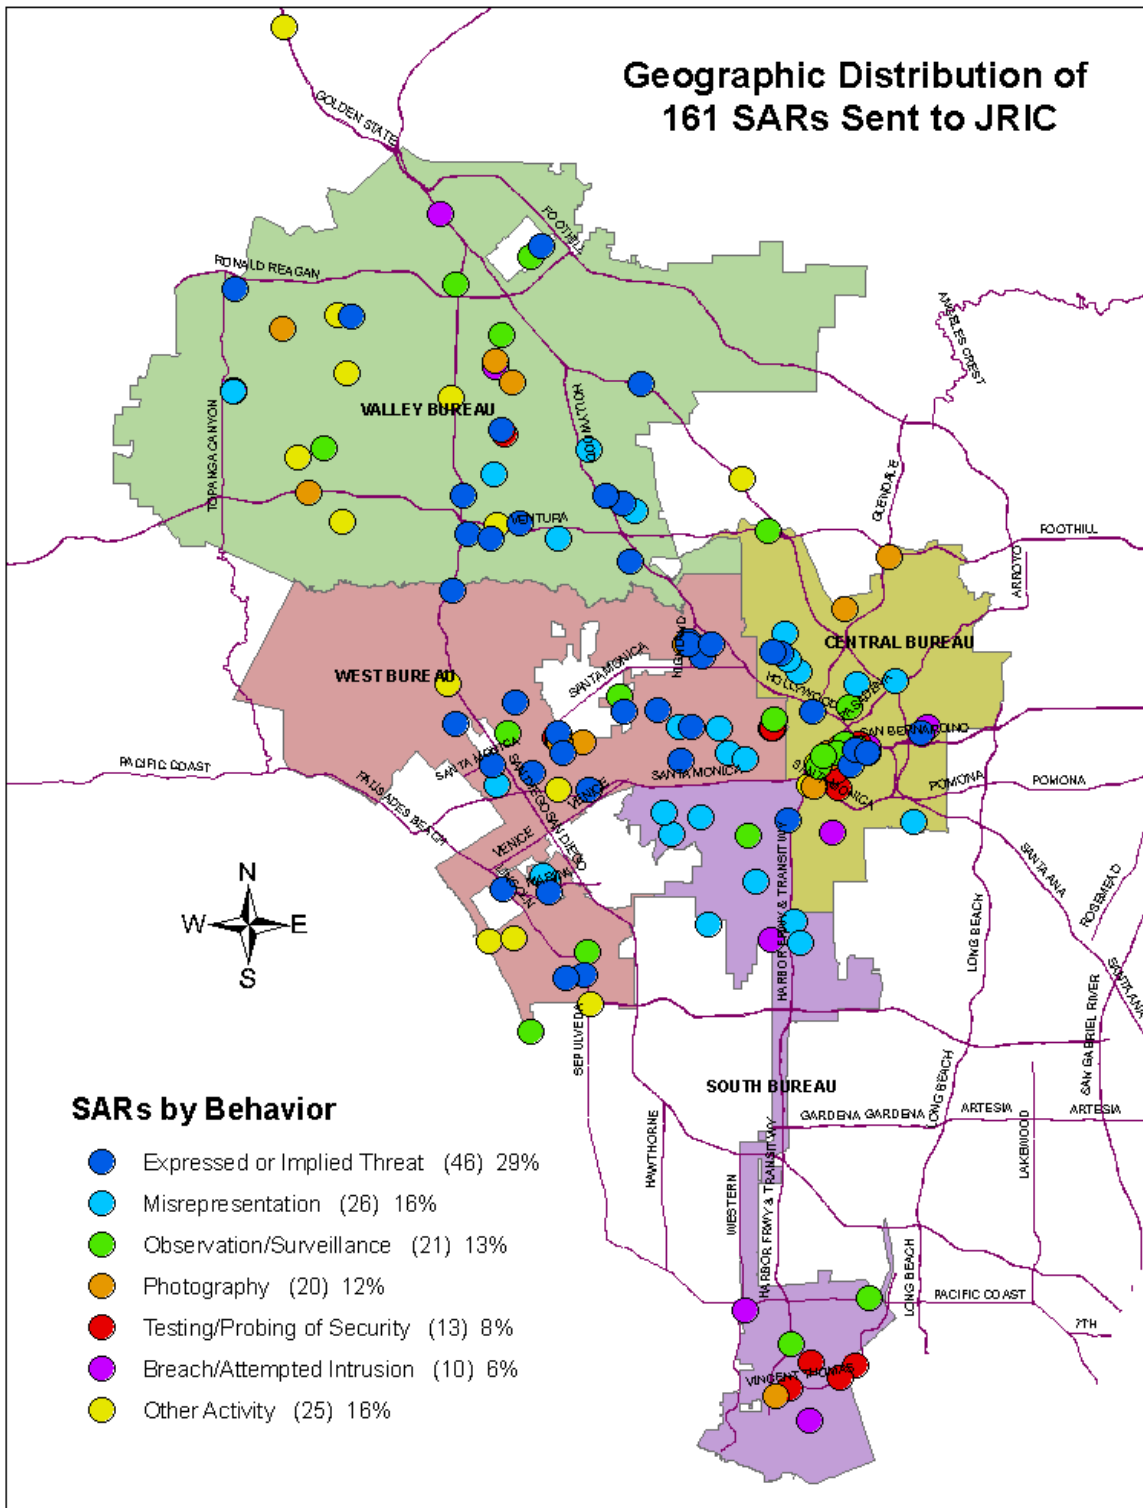 Geographic Distribution of
161 SARs Sent to JRIC
GOLDEN STATE
FOOTHILL
RONALD REAGAN
ANGELES CREST
HOLLYWOOD
VALLEY BUREAU
TOPANGA CANYON
GLENDALE
VENTURA
FOOTHILL
ARROYO
HIGHLAND
CENTRAL BUREAU
SANTA MONICA
WEST BUREAU
HOLLYWOOD
PASADENA
SAN BERNARDINO
SANTA MONICA
PACIFIC COAST
SANTA MONICA
POMONA
POMONA
PALISADES BEACH
SAN DIEGO
SAN DIEGO
VENICE
VENICE
SANTA ANA
ROSEMEAD
HARBOR FRWY & TRANSITWY
LONG BEACH
SANTA ANA
N
W
E
S
SEPULVEDA
SAN GABRIEL RIVER
SOUTH BUREAU
GARDENA
GARDENA
LONG BEACH
ARTESIA
ARTESIA
LAKEWOOD
HAWTHORNE
WESTERN
HARBOR FRWY & TRANSITWY
LONG BEACH
PACIFIC COAST
7TH
VINCENT THOMAS
SARs by Behavior
Expressed or Implied Threat (46) 29%
Misrepresentation (26) 16%
Observation/Surveillance (21) 13%
Photography (20) 12%
Testing/Probing of Security (13) 8%
Breach/Attempted Intrusion (10) 6%
Other Activity (25) 16%